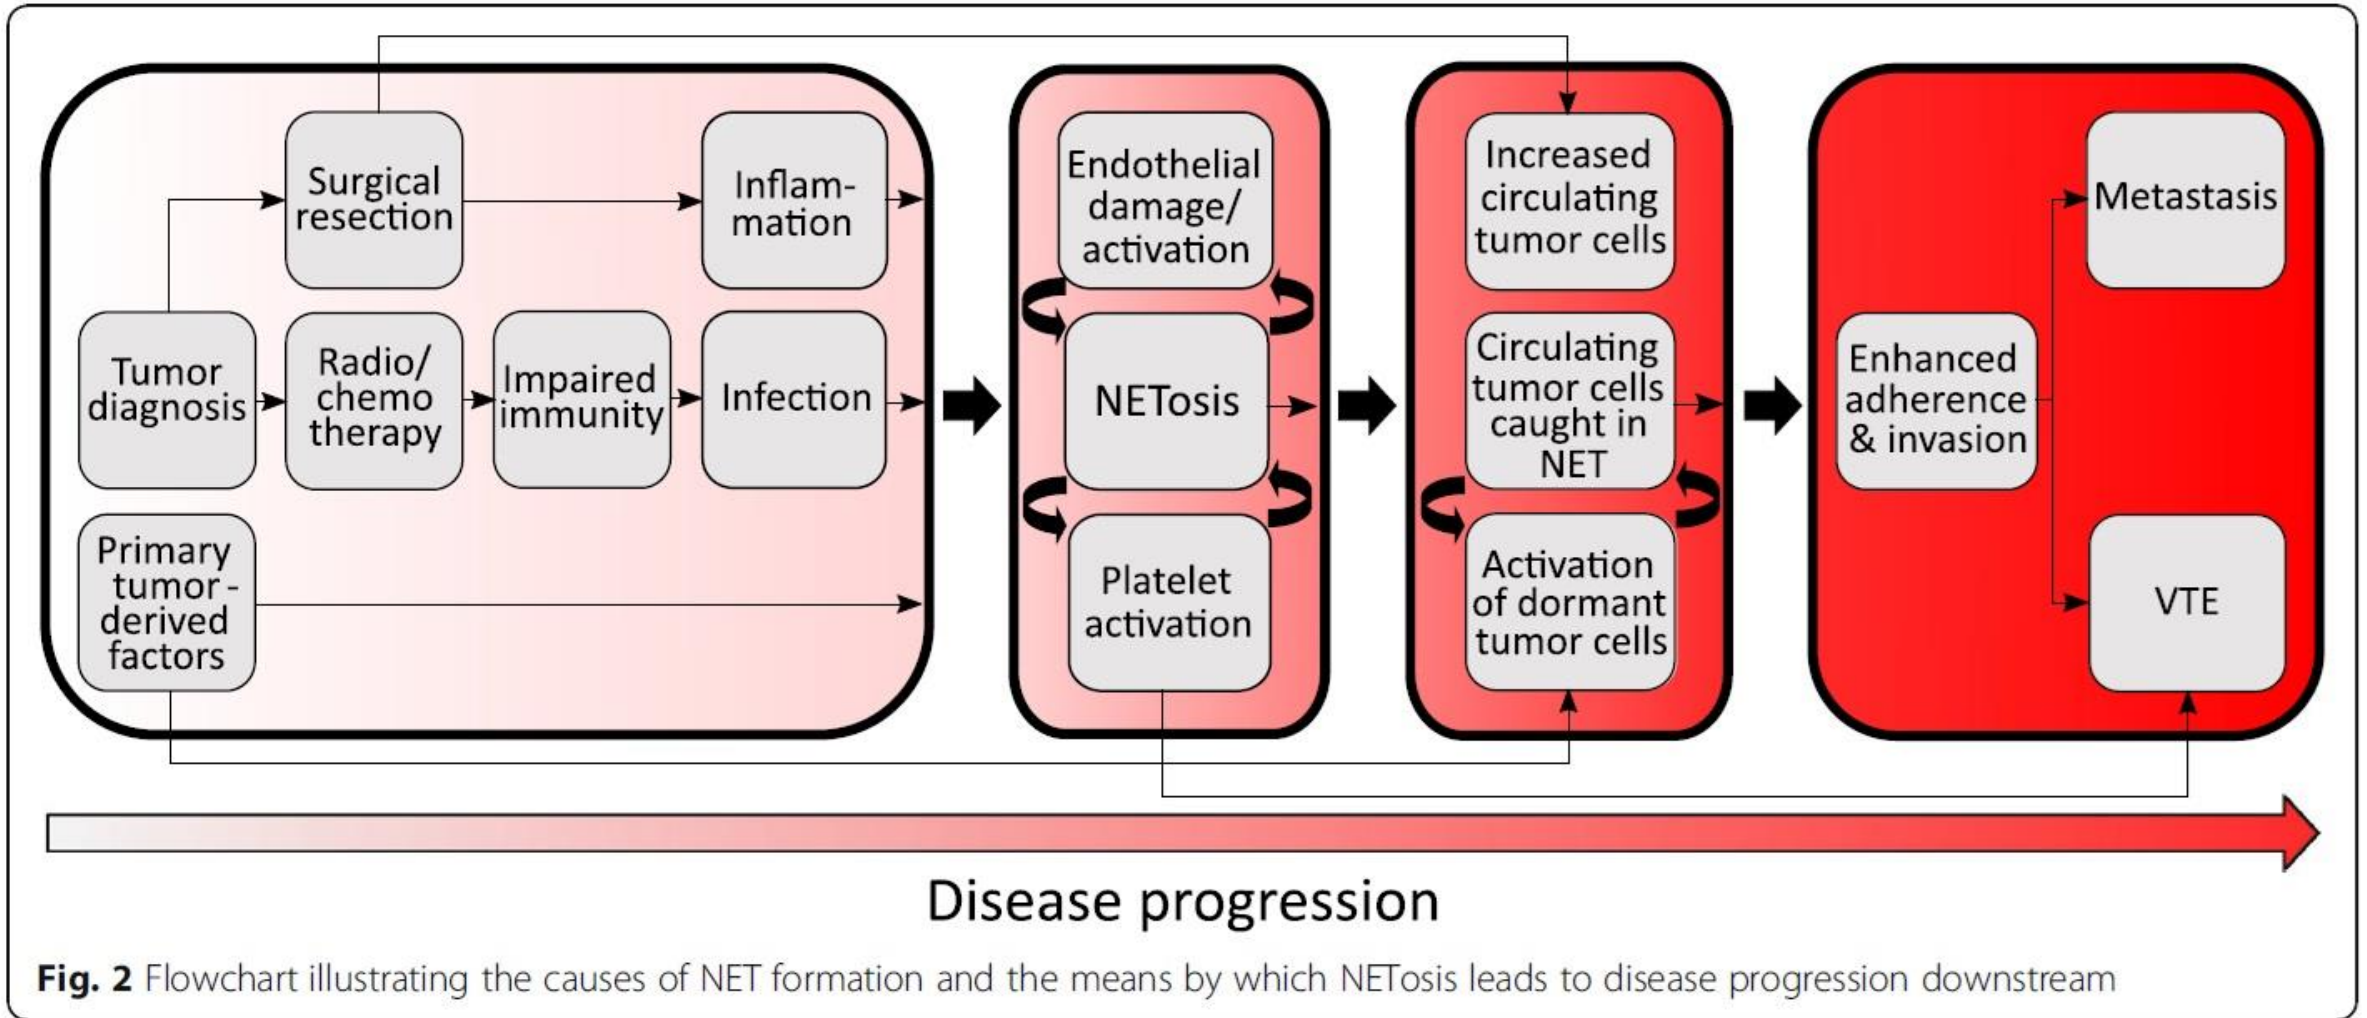 Surgical
resection
Inflam-
mation
Tumor
diagnosis
Radio/
chemo
therapy
Impaired
immunity
Infection
Primary
tumor-
derived
factors
Endothelial
damage/
activation
NETosis
Platelet
activation
Increased
circulating
tumor cells
Circulating
tumor cells
caught in
NET
Activation
of dormant
tumor cells
Enhanced
adherence
& invasion
Metastasis
VTE
Disease progression
Fig. 2 Flowchart illustrating the causes of NET formation and the means by which NETosis leads to disease progression downstream